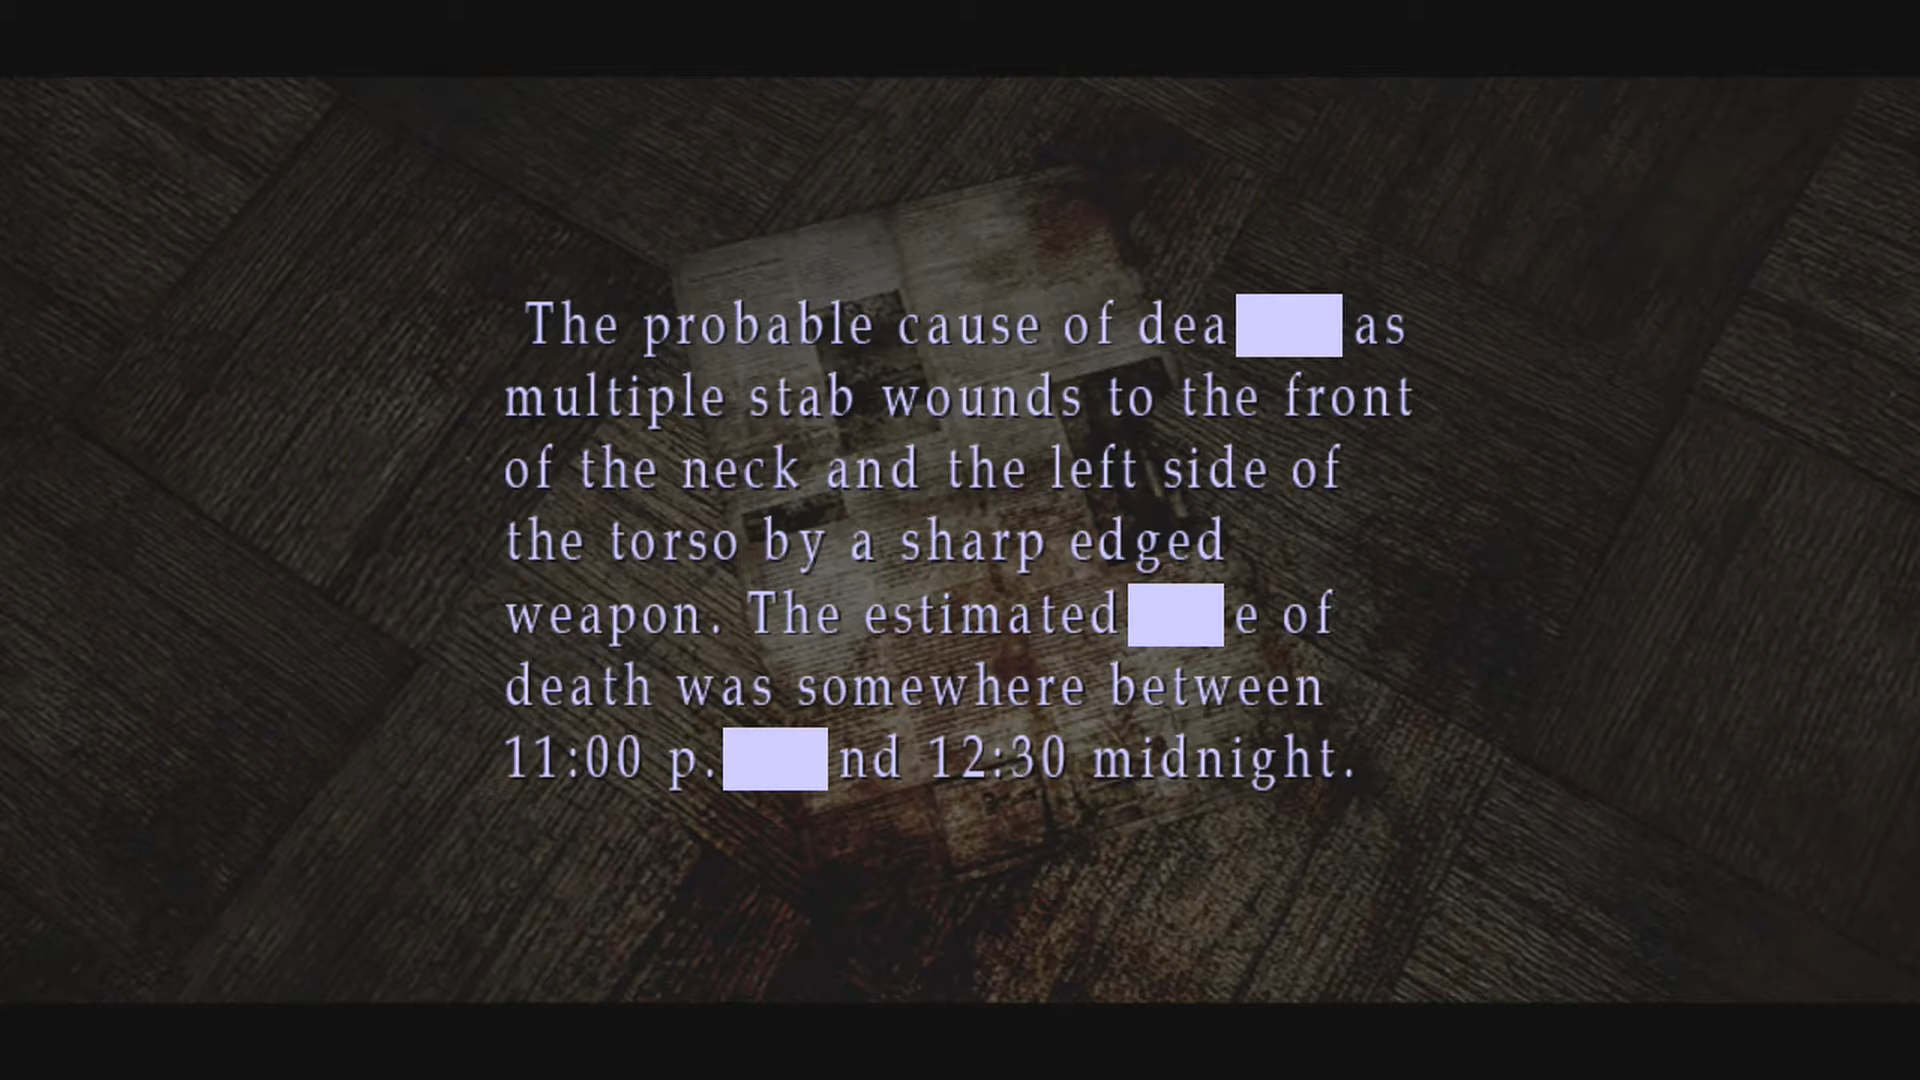 The probable cause of dea as
multiple stab wounds to the front
of the neck and the left side of
the torso by a sharp edged
weapon. The estimated e of
death was somewhere between
11:00 p. nd 12:30 midnight.